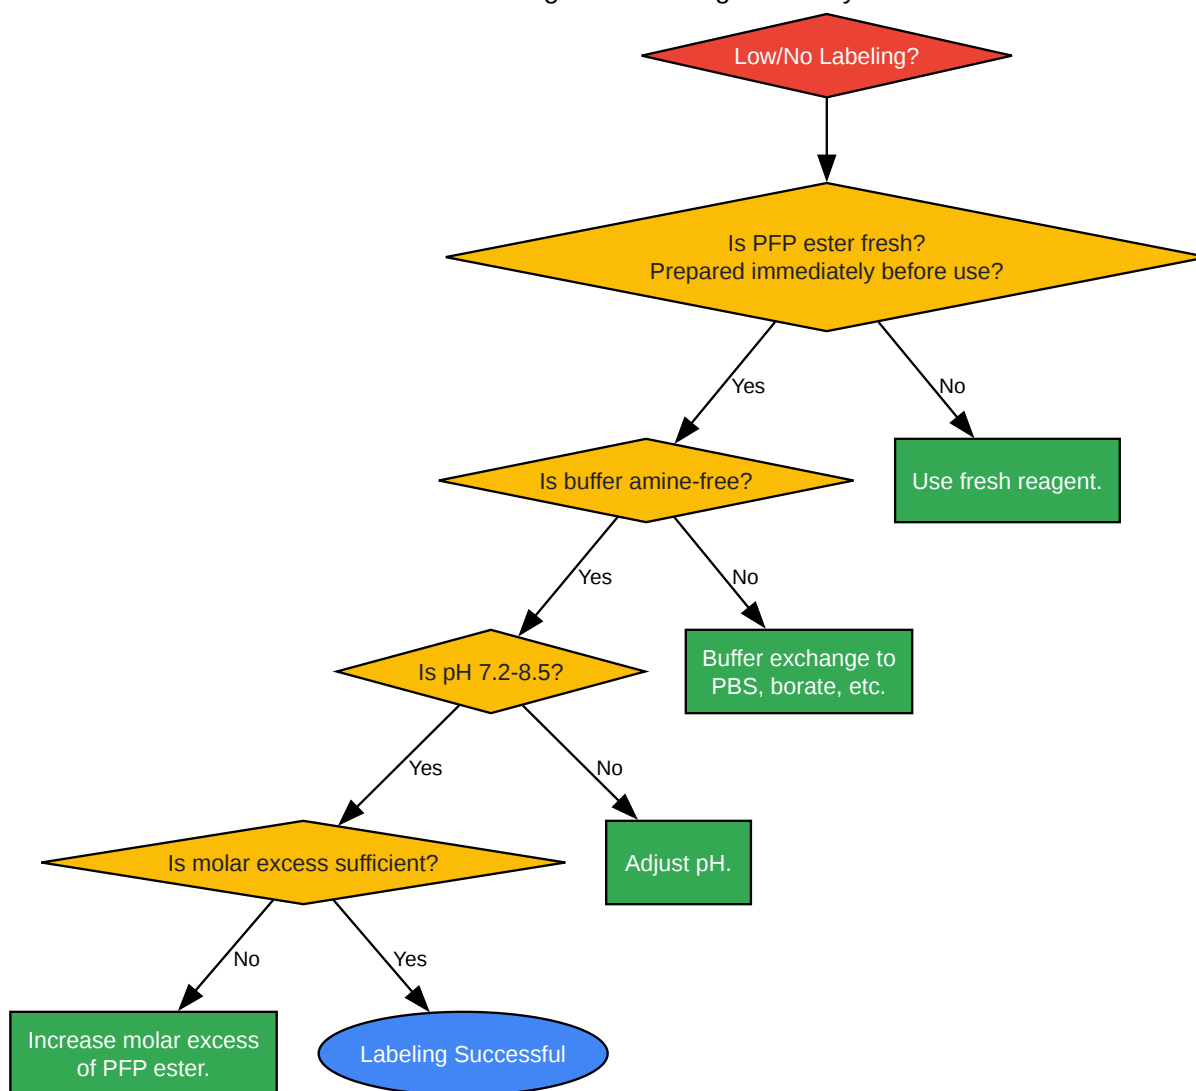 Low/No Labeling?
Is PFP ester fresh?
Prepared immediately before use?
Yes
No
Is buffer amine-free?
Use fresh reagent.
Yes
No
Is pH 7.2-8.5?
Buffer exchange to
PBS, borate, etc.
Yes
No
Is molar excess sufficient?
Adjust pH.
No
Yes
Increase molar excess
of PFP ester.
Labeling Successful